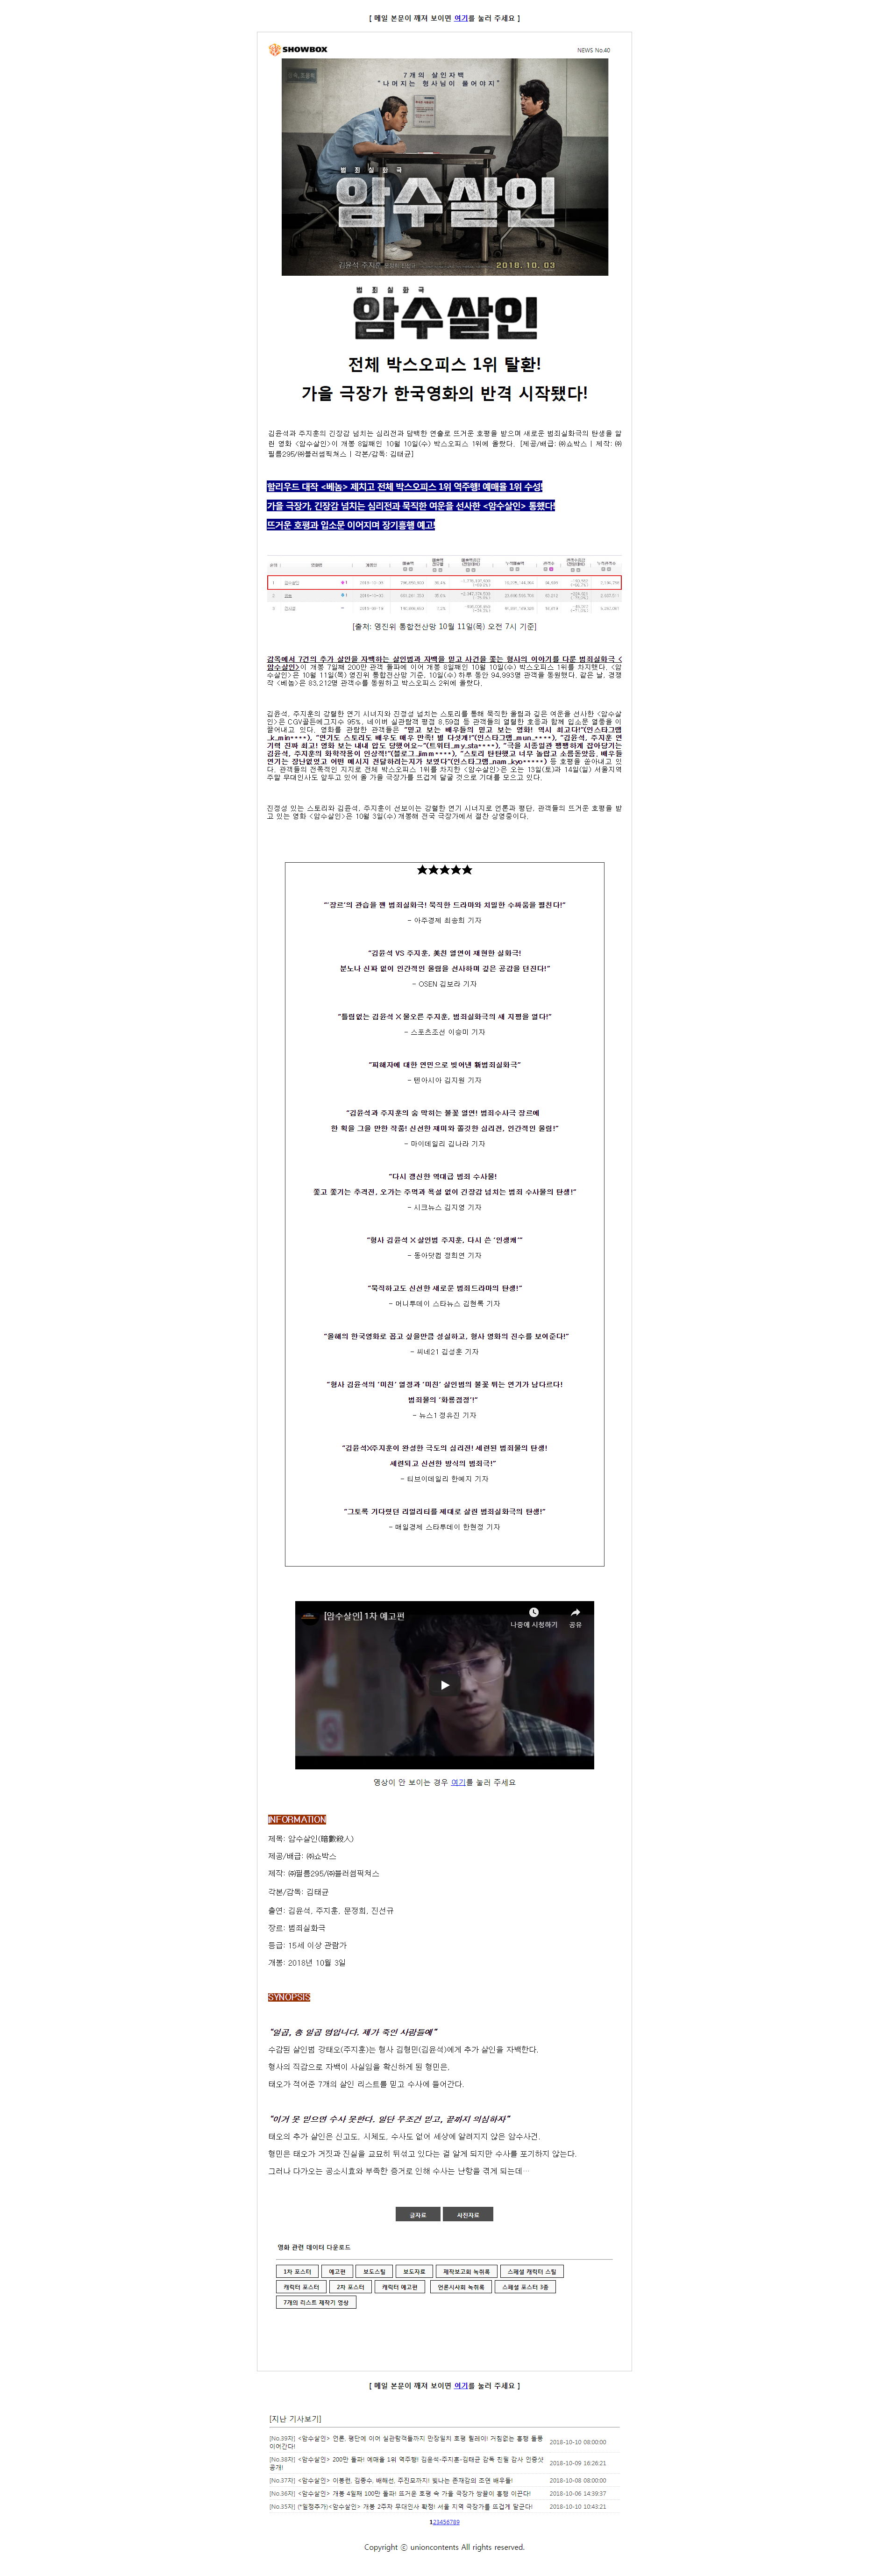 [ 메일 본문이 깨져 보이면 여기를 눌러 주세요 ]
SHOWBOX
NEWS No.40
7개의 살인자백
"나머지는 형사님이 풀어야지"
범죄실화극
암수살인
김윤석 주지훈
2018.10.03
범죄실화극
암수살인
전체 박스오피스 1위 탈환!
가을 극장가 한국영화의 반격 시작됐다!
김윤석과 주지훈의 긴장감 넘치는 심리전과 담백한 연출로 뜨거운 호평을 받으며 새로운 범죄실화극의 탄생을 알
린 영화 <암수살인>이 개봉 8일째인 10월 10일(수) 박스오피스 1위에 올랐다. [제공/배급: ㈜쇼박스 | 제작: ㈜
필름295/㈜블러썸픽쳐스 | 각본/감독: 김태균]
할리우드 대작 <베놈> 제치고 전체 박스오피스 1위 역주행! 예매율 1위 수성!
가을 극장가, 긴장감 넘치는 심리전과 묵직한 여운을 선사한 <암수살인> 통했다!
뜨거운 호평과 입소문 이어지며 장기흥행 예고!
[출처: 영진위 통합전산망 10월 11일(목) 오전 7시 기준]
감옥에서 7건의 추가 살인을 자백하는 살인범과 자백을 믿고 사건을 쫓는 형사의 이야기를 다룬 범죄실화극 <
암수살인>이 개봉 7일째 200만 관객 돌파에 이어 개봉 8일째인 10월 10일(수) 박스오피스 1위를 차지했다. <암
수살인>은 10월 11일(목) 영진위 통합전산망 기준, 10일(수) 하루 동안 94,993명 관객을 동원했다. 같은 날, 경쟁
작 <베놈>은 83,212명 관객수를 동원하고 박스오피스 2위에 올랐다.
김윤석, 주지훈의 강렬한 연기 시너지와 진정성 넘치는 스토리를 통해 묵직한 울림과 깊은 여운을 선사한 <암수살
인>은 CGV골든에그지수 95%, 네이버 실관람객 평점 8.59점 등 관객들의 열렬한 호응과 함께 입소문 열풍을 이
끌어내고 있다. 영화를 관람한 관객들은 "믿고 보는 배우들의 믿고 보는 영화! 역시 최고다!"(인스타그램
_k_min****), "연기도 스토리도 배우도 매우 만족! 별 다섯개!"(인스타그램_mun_****), "김윤석, 주지훈 연
기력 진짜 최고! 영화 보는 내내 압도 당했어요~"(트위터_my_sta****), "극을 시종일관 팽팽하게 잡아당기는
김윤석, 주지훈의 화학작용이 인상적!"(블로그_jimm****), "스토리 탄탄했고 너무 놀랍고 소름돋았음, 배우들
연기는 장난없었고 어떤 메시지 전달하려는지가 보였다"(인스타그램_nam_kyo*****) 등 호평을 쏟아내고 있
다. 관객들의 전폭적인 지지로 전체 박스오피스 1위를 차지한 <암수살인>은 오는 13일(토)과 14일(일) 서울지역
주말 무대인사도 앞두고 있어 올 가을 극장가를 뜨겁게 달굴 것으로 기대를 모으고 있다.
진정성 있는 스토리와 김윤석, 주지훈이 선보이는 강렬한 연기 시너지로 언론과 평단, 관객들의 뜨거운 호평을 받
고 있는 영화 <암수살인>은 10월 3일(수) 개봉해 전국 극장가에서 절찬 상영중이다.
★★★★★
"'장르'의 관습을 깬 범죄실화극! 묵직한 드라마와 치밀한 수싸움을 펼친다!"
- 아주경제 최송희 기자
"김윤석 VS 주지훈, 美친 열연이 재현한 실화극!
분노나 신파 없이 인간적인 울림을 선사하며 깊은 공감을 던진다!"
- OSEN 김보라 기자
"틀림없는 김윤석 X 물오른 주지훈, 범죄실화극의 새 지평을 열다!"
- 스포츠조선 이승미 기자
"피해자에 대한 연민으로 빚어낸 新범죄실화극"
- 텐아시아 김지원 기자
"김윤석과 주지훈의 숨 막히는 불꽃 열연! 범죄수사극 장르에
한 획을 그을 만한 작품! 신선한 재미와 쫄깃한 심리전, 인간적인 울림!"
- 마이데일리 김나라 기자
"다시 갱신한 역대급 범죄 수사물!
쫓고 쫓기는 추격전, 오가는 주먹과 욕설 없이 긴장감 넘치는 범죄 수사물의 탄생!"
- 시크뉴스 김지영 기자
"형사 김윤석 X 살인범 주지훈, 다시 쓴 '인생케'"
- 동아닷컴 정희연 기자
"묵직하고도 신선한 새로운 범죄드라마의 탄생!"
- 머니투데이 스타뉴스 김현록 기자
"올해의 한국영화로 꼽고 싶을만큼 성실하고, 형사 영화의 진수를 보여준다!"
- 씨네21 김성훈 기자
"형사 김윤석의 '미친' 열정과 '미친' 살인범의 불꽃 튀는 연기가 남다르다!
범죄물의 '화룡점정'!"
- 뉴스1 정유진 기자
"김윤석X주지훈이 완성한 극도의 심리전! 세련된 범죄물의 탄생!
세련되고 신선한 방식의 범죄극!"
- 티브이데일리 한예지 기자
"그토록 기다렸던 리얼리티를 제대로 살린 범죄실화극의 탄생!"
- 매일경제 스타투데이 한현정 기자
[암수살인] 1차 예고편
나중에 시청하기
공유
영상이 안 보이는 경우 여기를 눌러 주세요
INFORMATION
제목: 암수살인(暗數殺人)
제공/배급: ㈜쇼박스
제작: ㈜필름295/㈜블러썸픽쳐스
각본/감독: 김태균
출연: 김윤석, 주지훈, 문정희, 진선규
장르: 범죄실화극
등급: 15세 이상 관람가
개봉: 2018년 10월 3일
SYNOPSIS
"일곱, 총 일곱 명입니다. 제가 죽인 사람들예"
수감된 살인범 강태오(주지훈)는 형사 김형민(김윤석)에게 추가 살인을 자백한다.
형사의 직감으로 자백이 사실임을 확신하게 된 형민은,
태오가 적어준 7개의 살인 리스트를 믿고 수사에 들어간다.
"이거 못 믿으면 수사 못한다. 일단 무조건 믿고, 끝까지 의심하자"
태오의 추가 살인은 신고도, 시체도, 수사도 없어 세상에 알려지지 않은 암수사건.
형민은 태오가 거짓과 진실을 교묘히 뒤섞고 있다는 걸 알게 되지만 수사를 포기하지 않는다.
그러나 다가오는 공소시효와 부족한 증거로 인해 수사는 난항을 겪게 되는데…
글자료 사진자료
영화 관련 데이터 다운로드
1차 포스터 예고편 보도스틸 보도자료 제작보고회 녹취록 스페셜 캐릭터 스틸
캐릭터 포스터 2차 포스터 캐릭터 예고편 언론시사회 녹취록 스페셜 포스터 3종
7개의 리스트 제작기 영상
[ 메일 본문이 깨져 보이면 여기를 눌러 주세요 ]
[지난 기사보기]
[No.39자] <암수살인> 언론, 평단에 이어 실관람객들까지 만장일치 호평 릴레이! 거침없는 흥행 돌풍
이어간다!
2018-10-10 08:00:00
[No.38자] <암수살인> 200만 돌파! 예매율 1위 역주행! 김윤석-주지훈-김태균 감독 친필 감사 인증샷
공개!
2018-10-09 16:26:21
[No.37자] <암수살인> 이봉련, 김중수, 배해선, 주진모까지! 빛나는 존재감의 조연 배우들!
2018-10-08 08:00:00
[No.36자] <암수살인> 개봉 4일째 100만 돌파! 뜨거운 호평 속 가을 극장가 쌍끌이 흥행 이끈다!
2018-10-06 14:39:37
[No.35자] [*일정추가]<암수살인> 개봉 2주차 무대인사 확정! 서울 지역 극장가를 뜨겁게 달군다!
2018-10-10 10:43:21
123456789
Copyright ⓒ unioncontents All rights reserved.